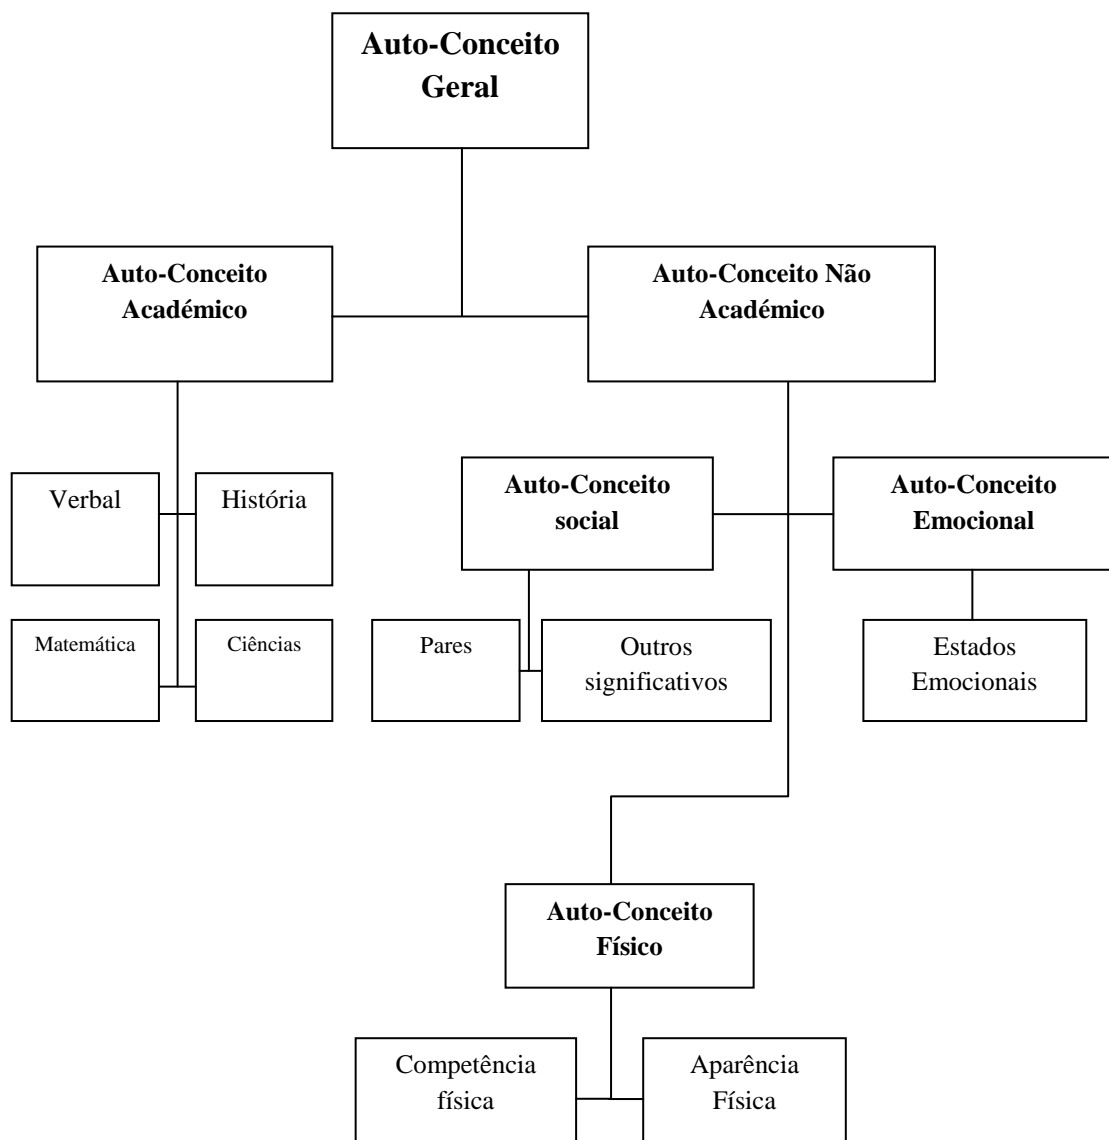 Auto-Conceito
Geral
Auto-Conceito
Académico
Auto-Conceito Não
Académico
Verbal
História
Auto-Conceito
social
Auto-Conceito
Emocional
Matemática
Ciências
Pares
Outros
significativos
Estados
Emocionais
Auto-Conceito
Físico
Competência
física
Aparência
Física